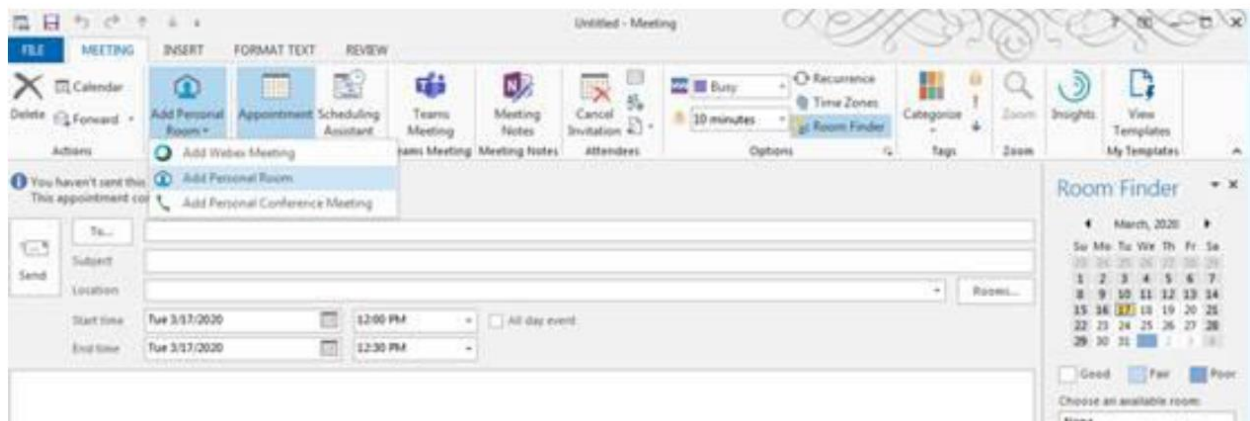 Untitled - Meeting
FILE MEETING INSERT FORMAT TEXT REVIEW
Delete
Calendar
Forward
Actions
Add Personal Room
Appointment
Scheduling Assistant
Teams Meeting
Teams Meeting
Meeting Notes
Meeting Notes
Cancel Invitation
Attendees
Busy
10 minutes
Recurrence
Time Zones
Room Finder
Options
Categorize
Tags
Zoom
Zoom
Insights
View Templates
My Templates
Add Webex Meeting
Add Personal Room
Add Personal Conference Meeting
You haven't sent this
This appointment con
Send
To...
Subject
Location
Rooms...
Start time Tue 3/17/2020 12:00 PM All day event
End time Tue 3/17/2020 12:30 PM
Room Finder
March, 2020
Su Mo Tu We Th Fr Sa
1 2 3 4 5 6 7
8 9 10 11 12 13 14
15 16 17 18 19 20 21
22 23 24 25 26 27 28
29 30 31
Good Fair Poor
Choose an available room:
None